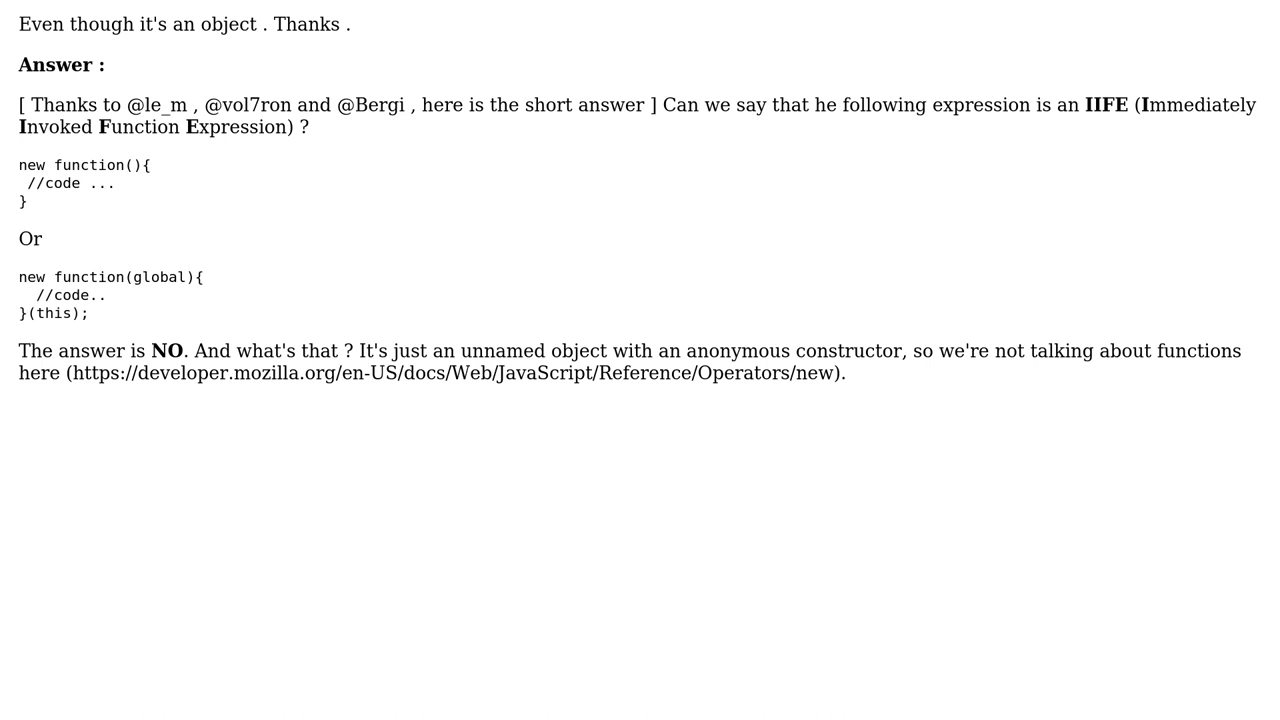 Even though it's an object . Thanks .
Answer :
[ Thanks to @le_m , @vol7ron and @Bergi , here is the short answer ] Can we say that he following expression is an IIFE (Immediately
Invoked Function Expression) ?
new function(){
 //code ...
}
Or
new function(global){
  //code..
}(this);
The answer is NO. And what's that ? It's just an unnamed object with an anonymous constructor, so we're not talking about functions
here (https://developer.mozilla.org/en-US/docs/Web/JavaScript/Reference/Operators/new).